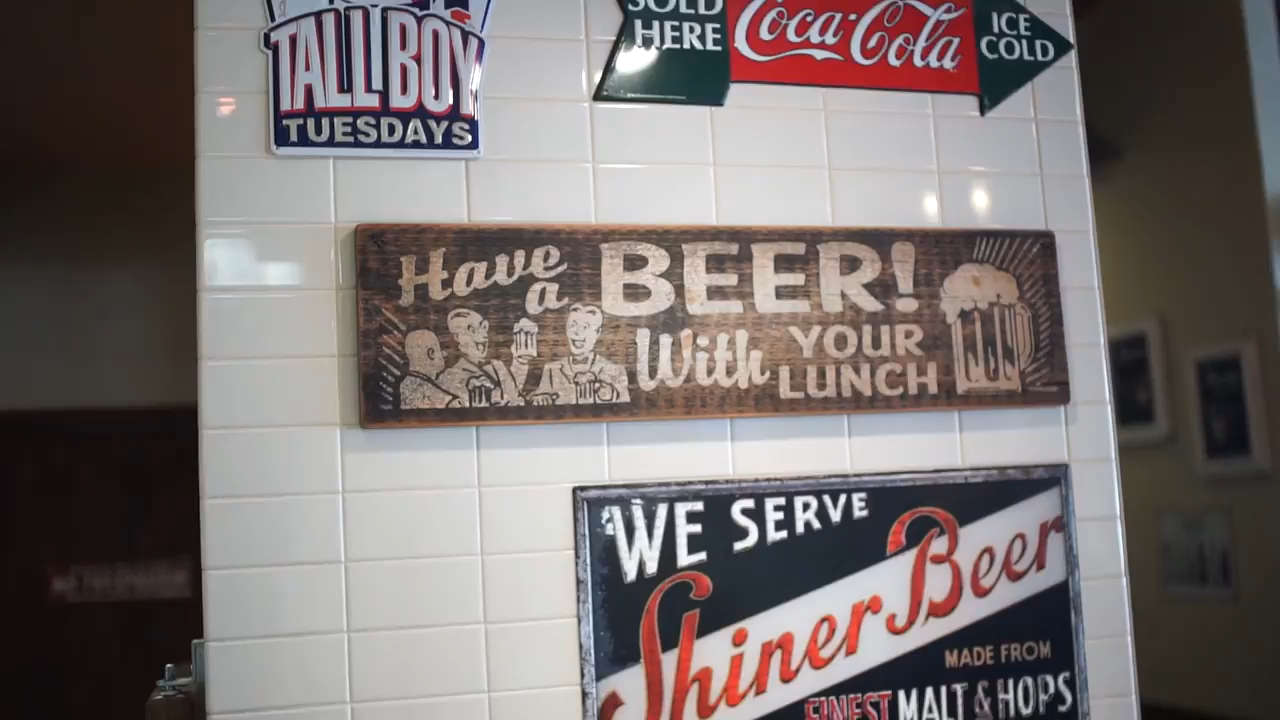 TALLBOY
TUESDAYS
SOLD
HERE
Coca-Cola
ICE
COLD
Have
a
BEER!
With
YOUR
LUNCH
WE SERVE
Shiner Beer
MADE FROM
FINEST MALT & HOPS